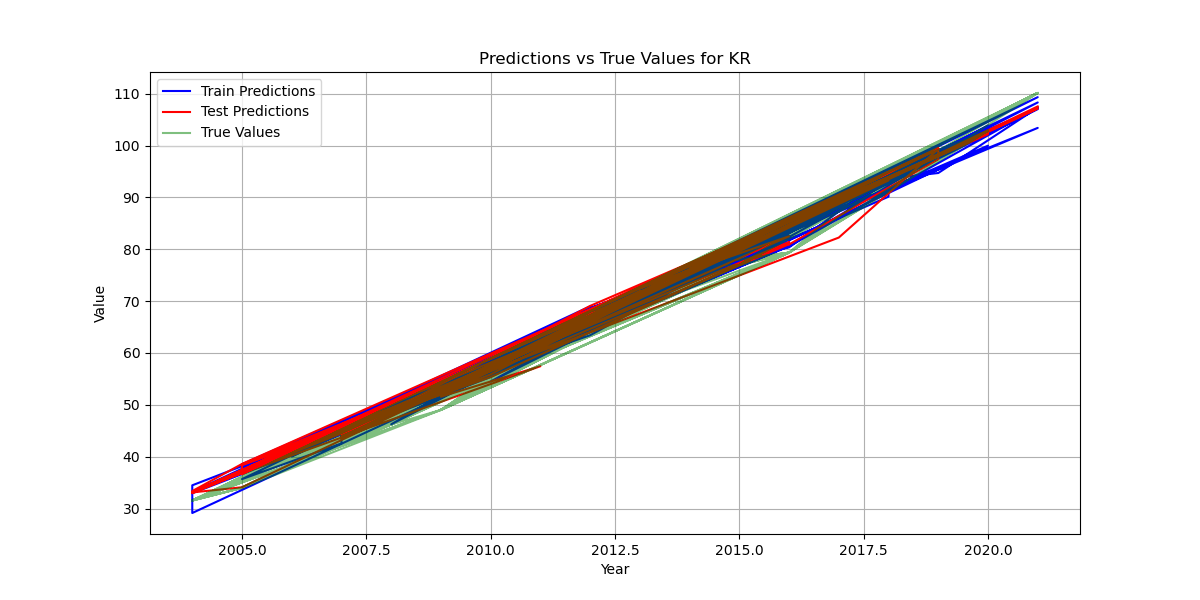 Predictions vs True Values for KR
Train Predictions
Test Predictions
True Values
110
100
90
80
70
60
50
40
30
Value
2005.0
2007.5
2010.0
2012.5
2015.0
2017.5
2020.0
Year